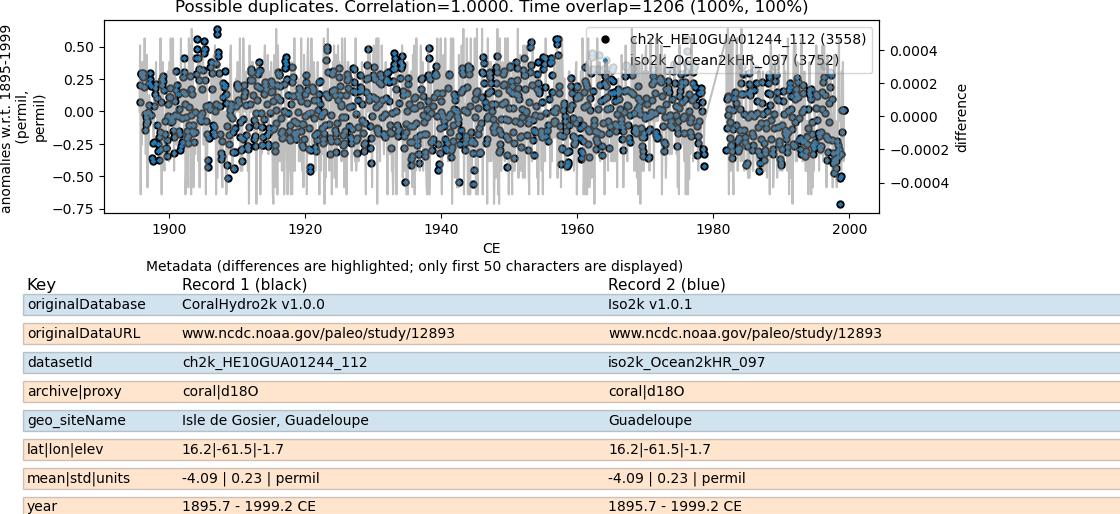 Possible duplicates. Correlation=1.0000. Time overlap=1206 (100%, 100%)
anomalies w.r.t. 1895-1999
(permil,
permil)
0.50
0.25
0.00
−0.25
−0.50
−0.75
ch2k_HE10GUA01244_112 (3558)
iso2k_Ocean2kHR_097 (3752)
0.0004
0.0002
0.0000
−0.0002
−0.0004
difference
1900 1920 1940 1960 1980 2000
CE
Metadata (differences are highlighted; only first 50 characters are displayed)
Key Record 1 (black) Record 2 (blue)
originalDatabase CoralHydro2k v1.0.0 Iso2k v1.0.1
originalDataURL www.ncdc.noaa.gov/paleo/study/12893 www.ncdc.noaa.gov/paleo/study/12893
datasetId ch2k_HE10GUA01244_112 iso2k_Ocean2kHR_097
archive|proxy coral|d18O coral|d18O
geo_siteName Isle de Gosier, Guadeloupe Guadeloupe
lat|lon|elev 16.2|-61.5|-1.7 16.2|-61.5|-1.7
mean|std|units -4.09 | 0.23 | permil -4.09 | 0.23 | permil
year 1895.7 - 1999.2 CE 1895.7 - 1999.2 CE